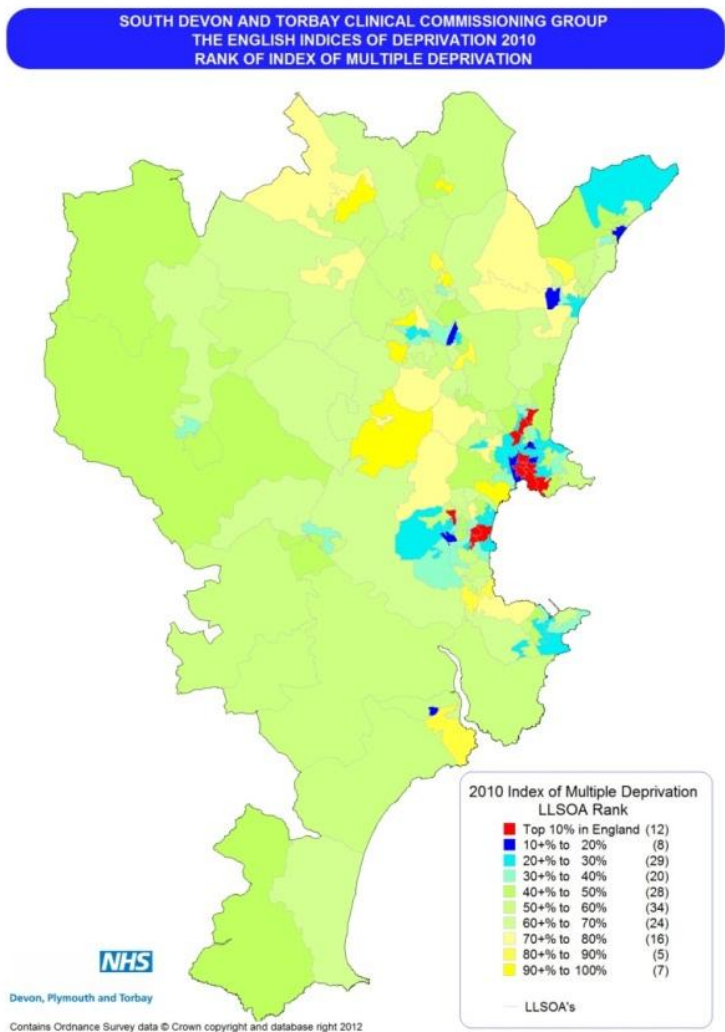 SOUTH DEVON AND TORBAY CLINICAL COMMISSIONING GROUP
THE ENGLISH INDICES OF DEPRIVATION 2010
RANK OF INDEX OF MULTIPLE DEPRIVATION
2010 Index of Multiple Deprivation
LLSOA Rank
Top 10% in England (12)
10+% to 20% (8)
20+% to 30% (29)
30+% to 40% (20)
40+% to 50% (28)
50+% to 60% (34)
60+% to 70% (24)
70+% to 80% (16)
80+% to 90% (5)
90+% to 100% (7)
LLSOA's
NHS
Devon, Plymouth and Torbay
Contains Ordnance Survey data © Crown copyright and database right 2012